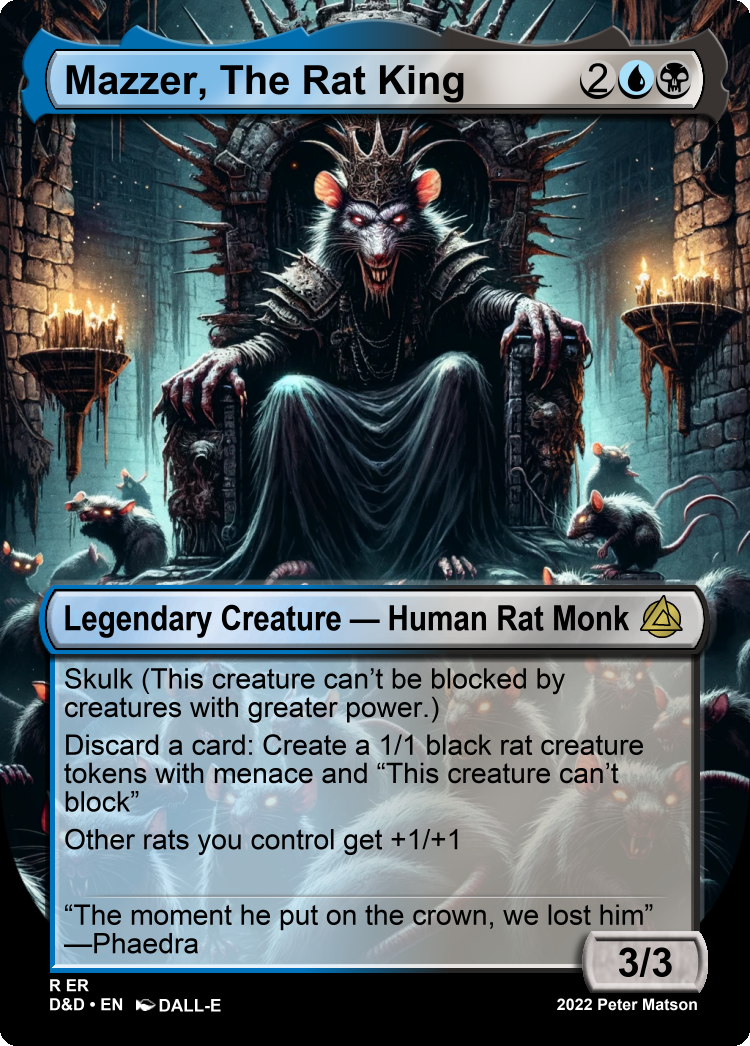 Mazzer, The Rat King 2
Legendary Creature — Human Rat Monk
Skulk (This creature can’t be blocked by
creatures with greater power.)
Discard a card: Create a 1/1 black rat creature
tokens with menace and “This creature can’t
block”
Other rats you control get +1/+1
“The moment he put on the crown, we lost him”
—Phaedra
3/3
R ER
D&D • EN DALL-E
2022 Peter Matson